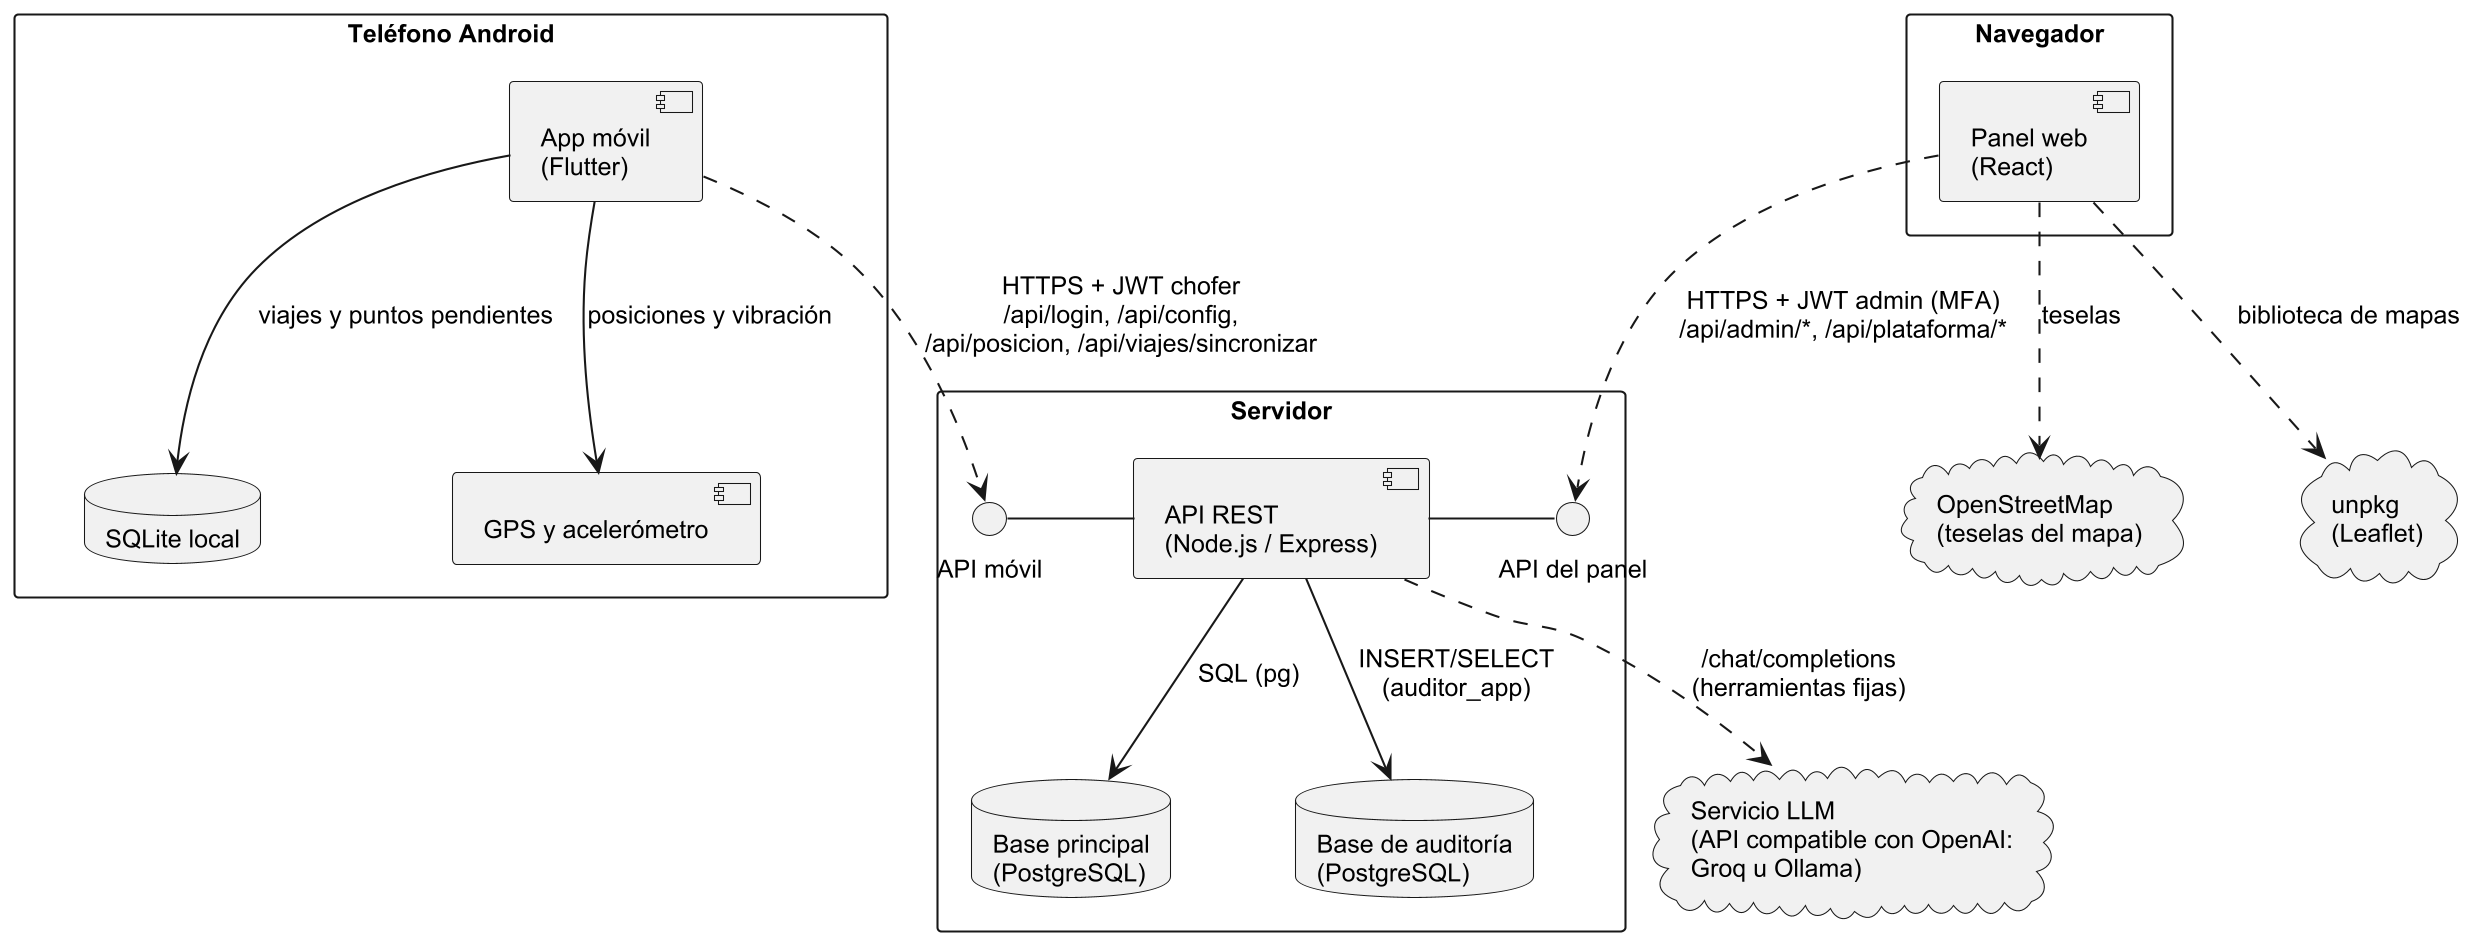 Teléfono Android
Navegador
App móvil
(Flutter)
Panel web
(React)
viajes y puntos pendientes
posiciones y vibración
HTTPS + JWT chofer
/api/login, /api/config,
/api/posicion, /api/viajes/sincronizar
HTTPS + JWT admin (MFA)
/api/admin/*, /api/plataforma/*
teselas
biblioteca de mapas
Servidor
SQLite local
GPS y acelerómetro
API móvil
API REST
(Node.js / Express)
API del panel
OpenStreetMap
(teselas del mapa)
unpkg
(Leaflet)
SQL (pg)
INSERT/SELECT
(auditor_app)
/chat/completions
(herramientas fijas)
Base principal
(PostgreSQL)
Base de auditoría
(PostgreSQL)
Servicio LLM
(API compatible con OpenAI:
Groq u Ollama)